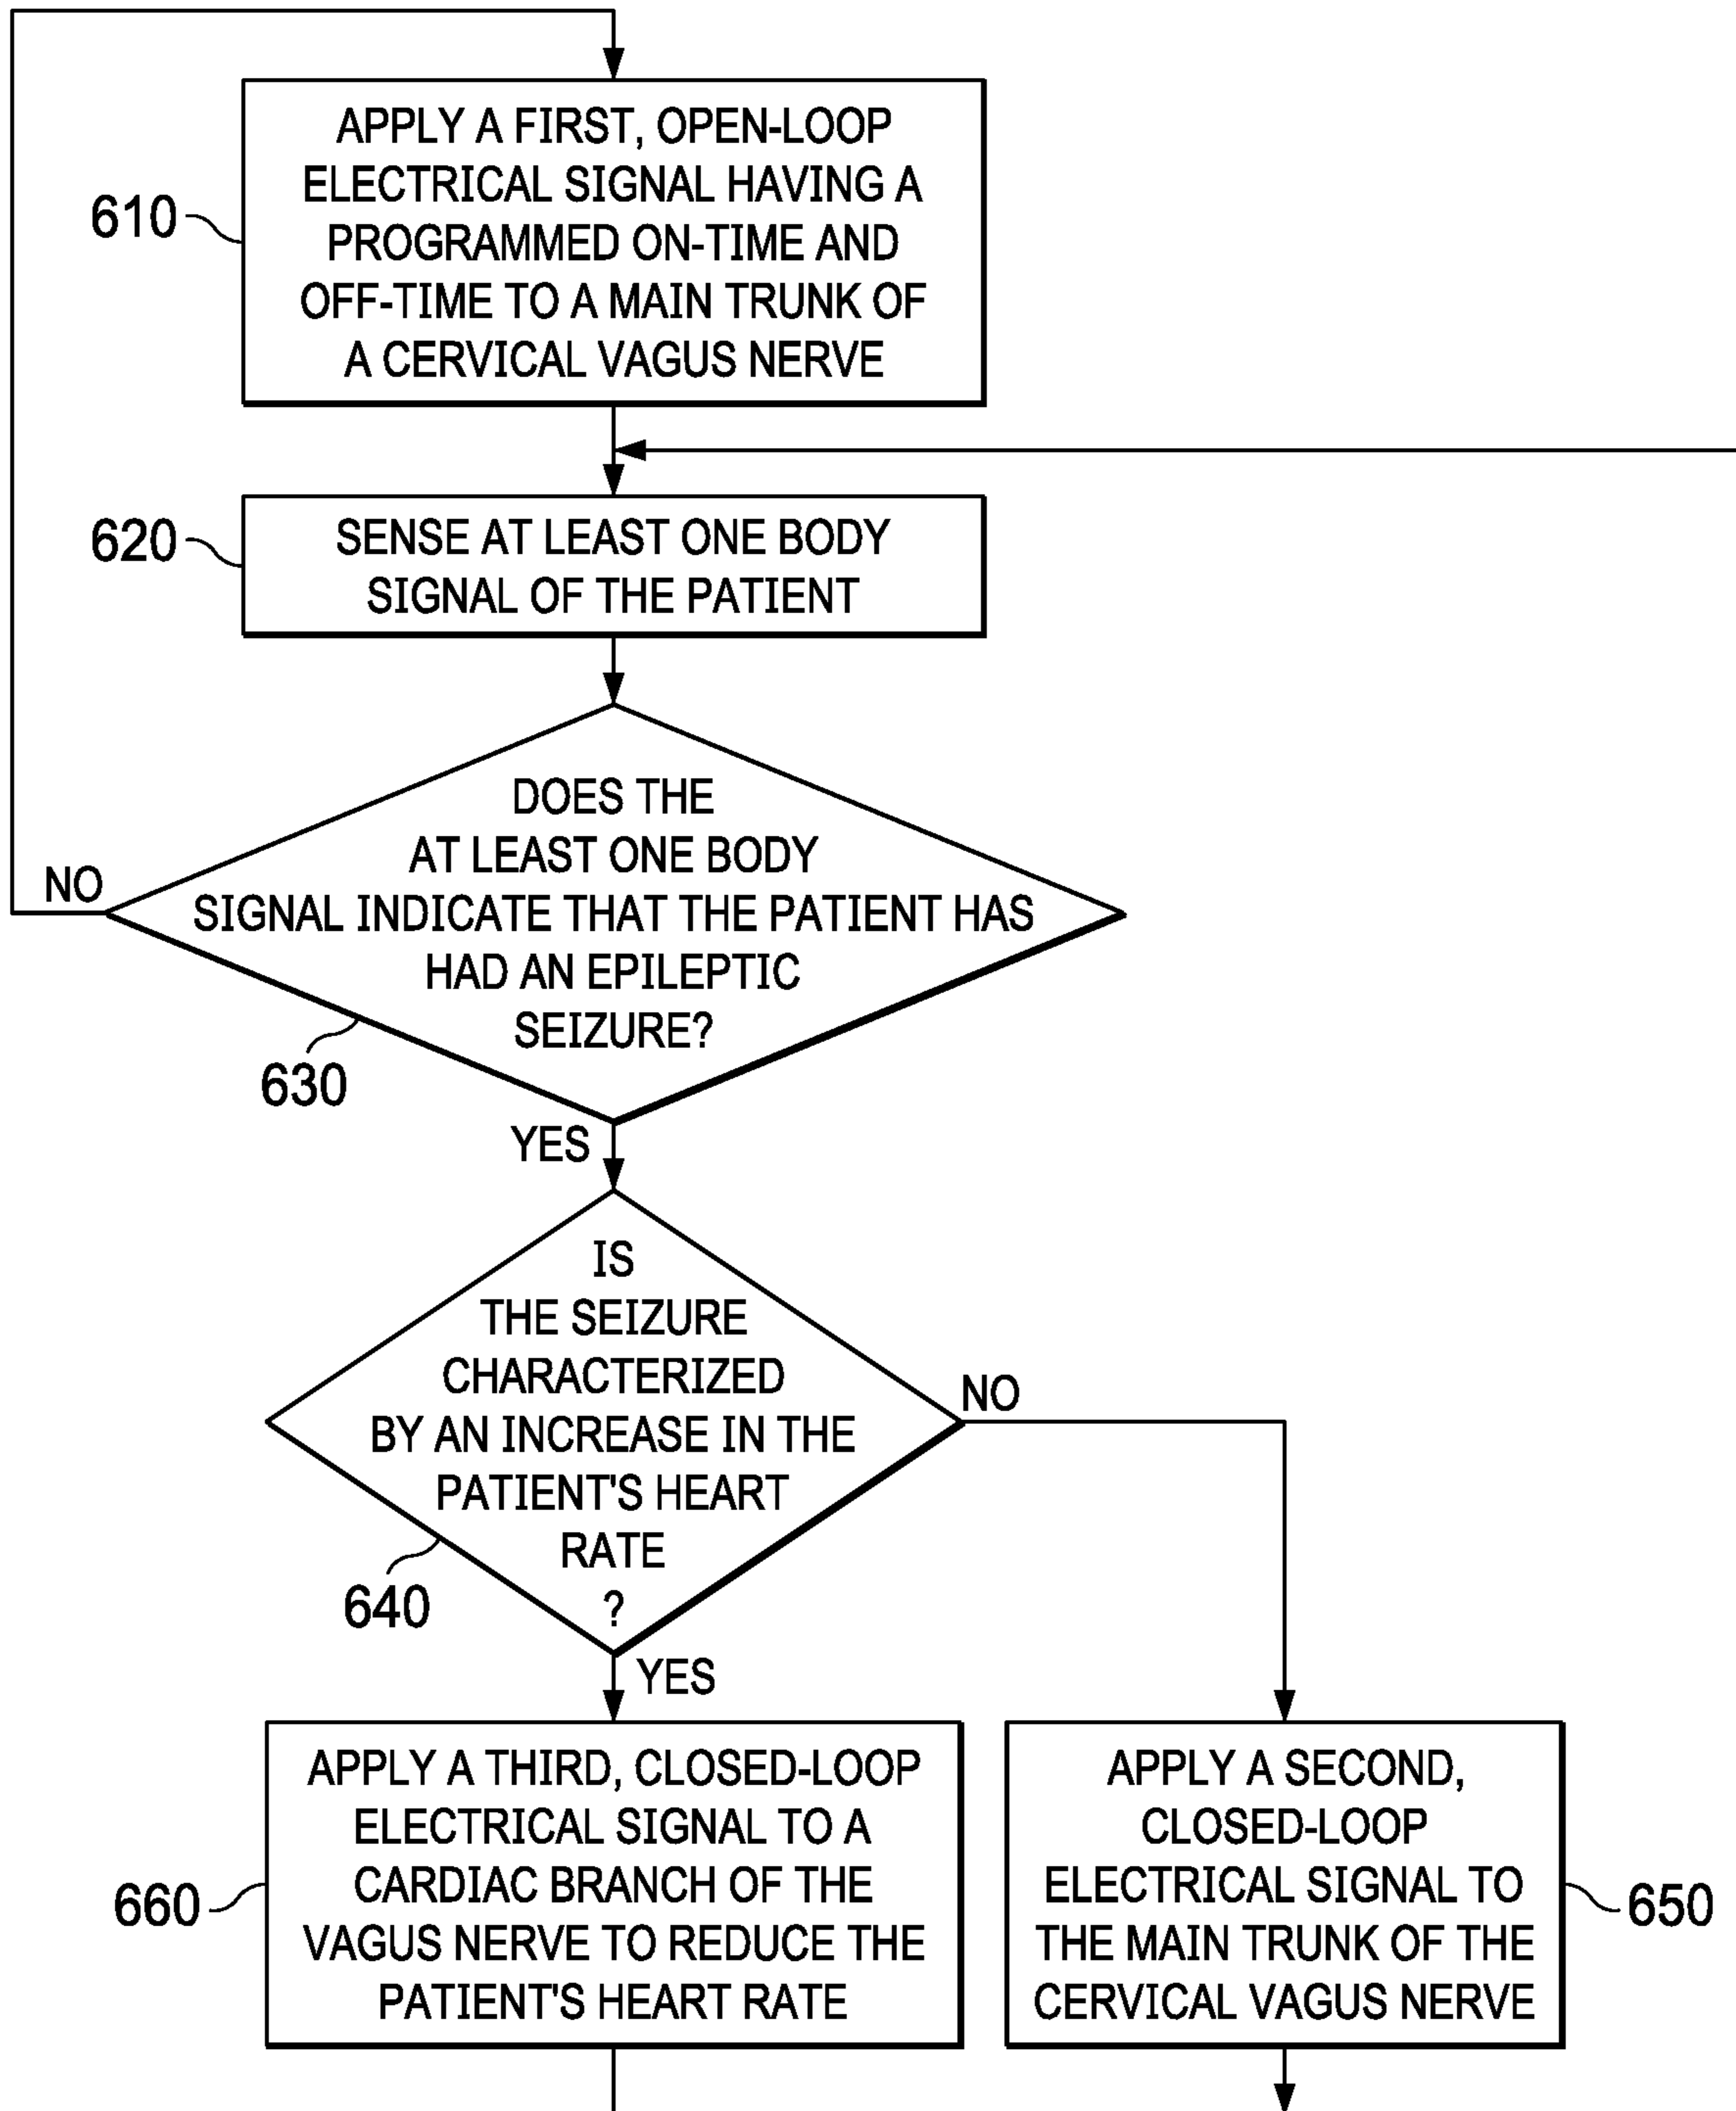 APPLY A FIRST, OPEN-LOOP
ELECTRICAL SIGNAL HAVING A
PROGRAMMED ON-TIME AND
OFF-TIME TO A MAIN TRUNK OF
A CERVICAL VAGUS NERVE
610
SENSE AT LEAST ONE BODY
SIGNAL OF THE PATIENT
620
DOES THE
AT LEAST ONE BODY
SIGNAL INDICATE THAT THE PATIENT HAS
HAD AN EPILEPTIC
SEIZURE?
NO
630
YES
IS
THE SEIZURE
CHARACTERIZED
BY AN INCREASE IN THE
PATIENT'S HEART
RATE
?
NO
640
YES
APPLY A THIRD, CLOSED-LOOP
ELECTRICAL SIGNAL TO A
CARDIAC BRANCH OF THE
VAGUS NERVE TO REDUCE THE
PATIENT'S HEART RATE
660
APPLY A SECOND,
CLOSED-LOOP
ELECTRICAL SIGNAL TO
THE MAIN TRUNK OF THE
CERVICAL VAGUS NERVE
650